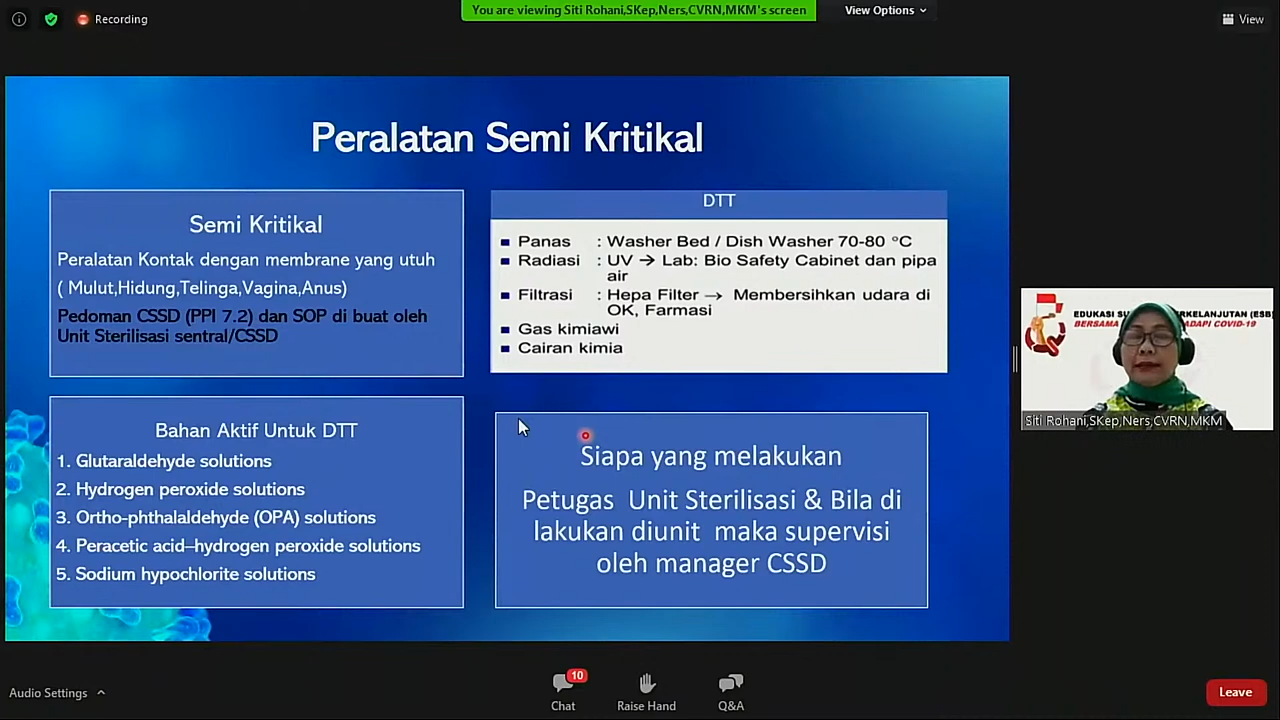 Recording
You are viewing Siti Rohani,SKep,Ners,CVRN,MKM's screen
View Options
View
Peralatan Semi Kritikal
Semi Kritikal
Peralatan Kontak dengan membrane yang utuh
( Mulut,Hidung,Telinga,Vagina,Anus)
Pedoman CSSD (PPI 7.2) dan SOP di buat oleh
Unit Sterilisasi sentral/CSSD
DTT
Panas : Washer Bed / Dish Washer 70-80 °C
Radiasi : UV → Lab: Bio Safety Cabinet dan pipa
air
Filtrasi : Hepa Filter → Membersihkan udara di
OK, Farmasi
Gas kimiawi
Cairan kimia
Bahan Aktif Untuk DTT
1. Glutaraldehyde solutions
2. Hydrogen peroxide solutions
3. Ortho-phthalaldehyde (OPA) solutions
4. Peracetic acid–hydrogen peroxide solutions
5. Sodium hypochlorite solutions
Siapa yang melakukan
Petugas Unit Sterilisasi & Bila di
lakukan diunit maka supervisi
oleh manager CSSD
EDUKASI
BERSAMA
COVID-19
Siti Rohani,SKep,Ners,CVRN,MKM
Audio Settings
10
Chat
Raise Hand
Q&A
Leave